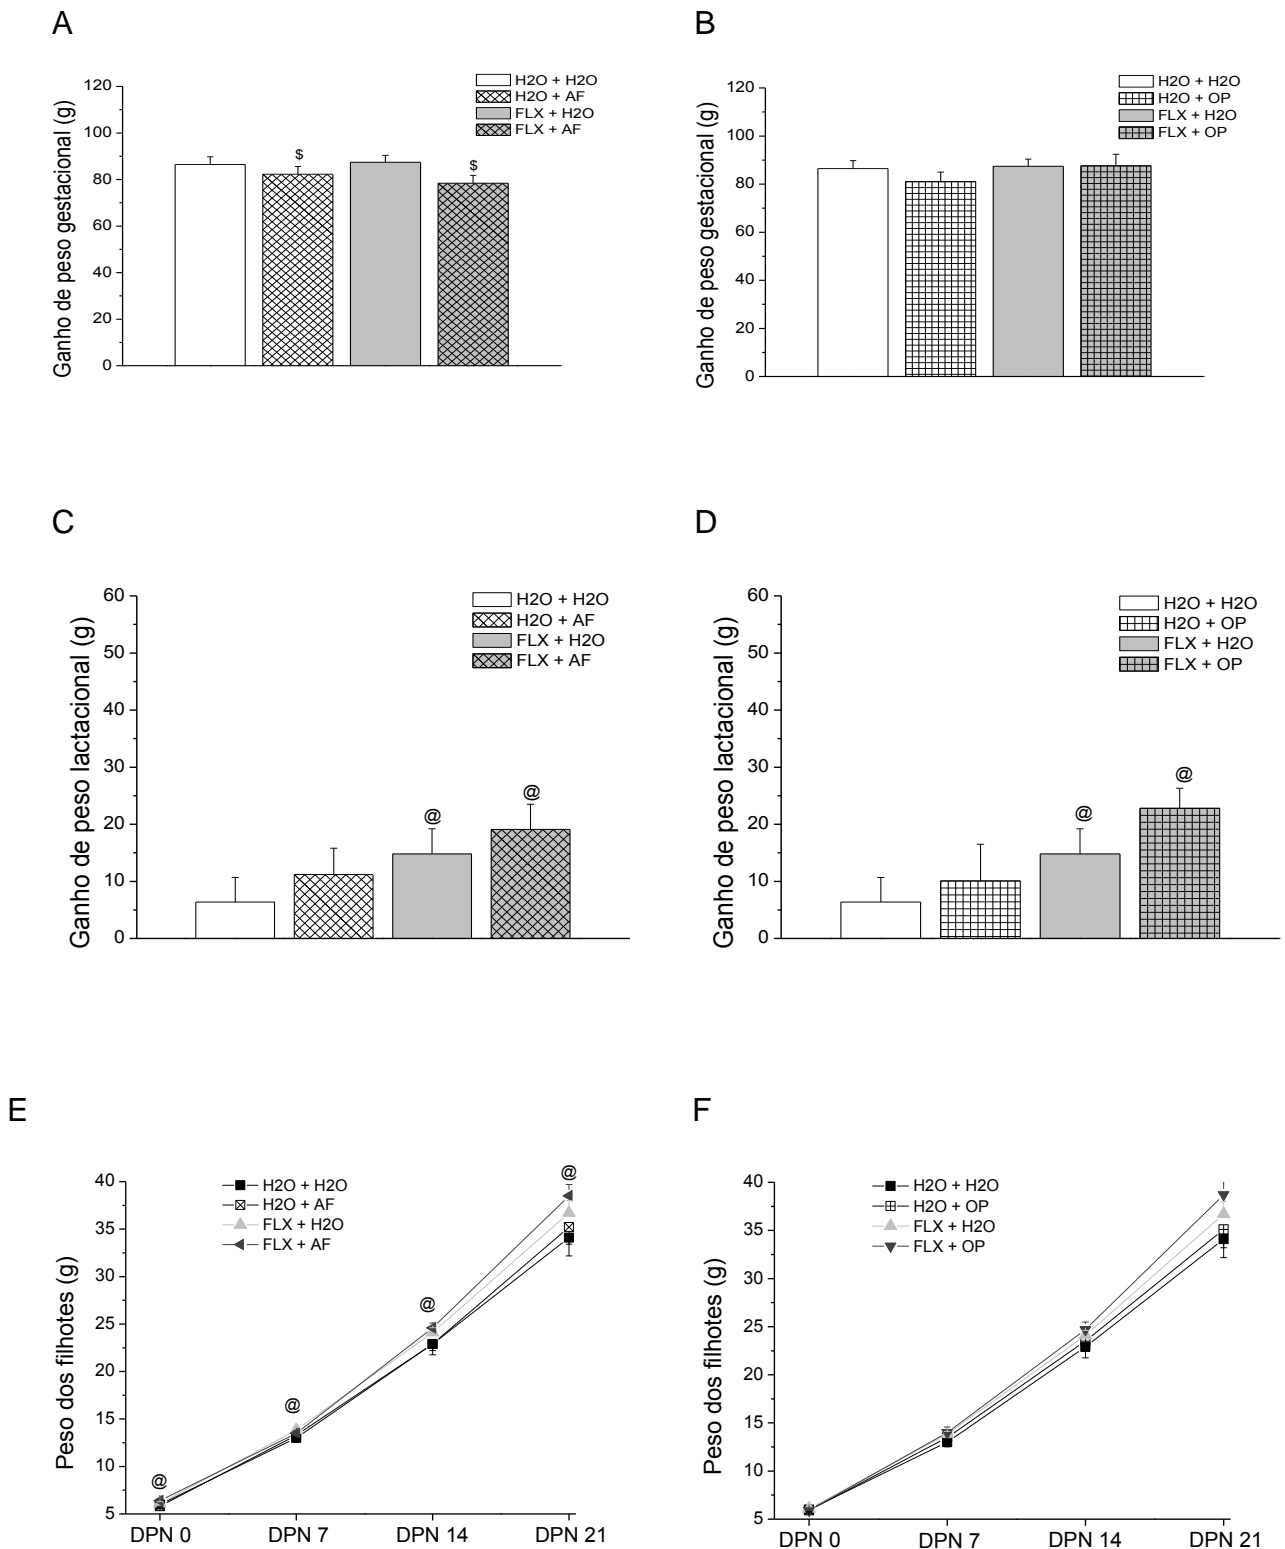 A
Ganho de peso gestacional (g)
120
100
80
60
40
20
0
H2O + H2O
H2O + AF
FLX + H2O
FLX + AF
$
$
B
Ganho de peso gestacional (g)
120
100
80
60
40
20
0
H2O + H2O
H2O + OP
FLX + H2O
FLX + OP
C
Ganho de peso lactacional (g)
60
50
40
30
20
10
0
H2O + H2O
H2O + AF
FLX + H2O
FLX + AF
@
@
D
Ganho de peso lactacional (g)
60
50
40
30
20
10
0
H2O + H2O
H2O + OP
FLX + H2O
FLX + OP
@
@
E
Peso dos filhotes (g)
40
35
30
25
20
15
10
5
H2O + H2O
H2O + AF
FLX + H2O
FLX + AF
@
@
@
@
DPN 0 DPN 7 DPN 14 DPN 21
F
Peso dos filhotes (g)
40
35
30
25
20
15
10
5
H2O + H2O
H2O + OP
FLX + H2O
FLX + OP
DPN 0 DPN 7 DPN 14 DPN 21